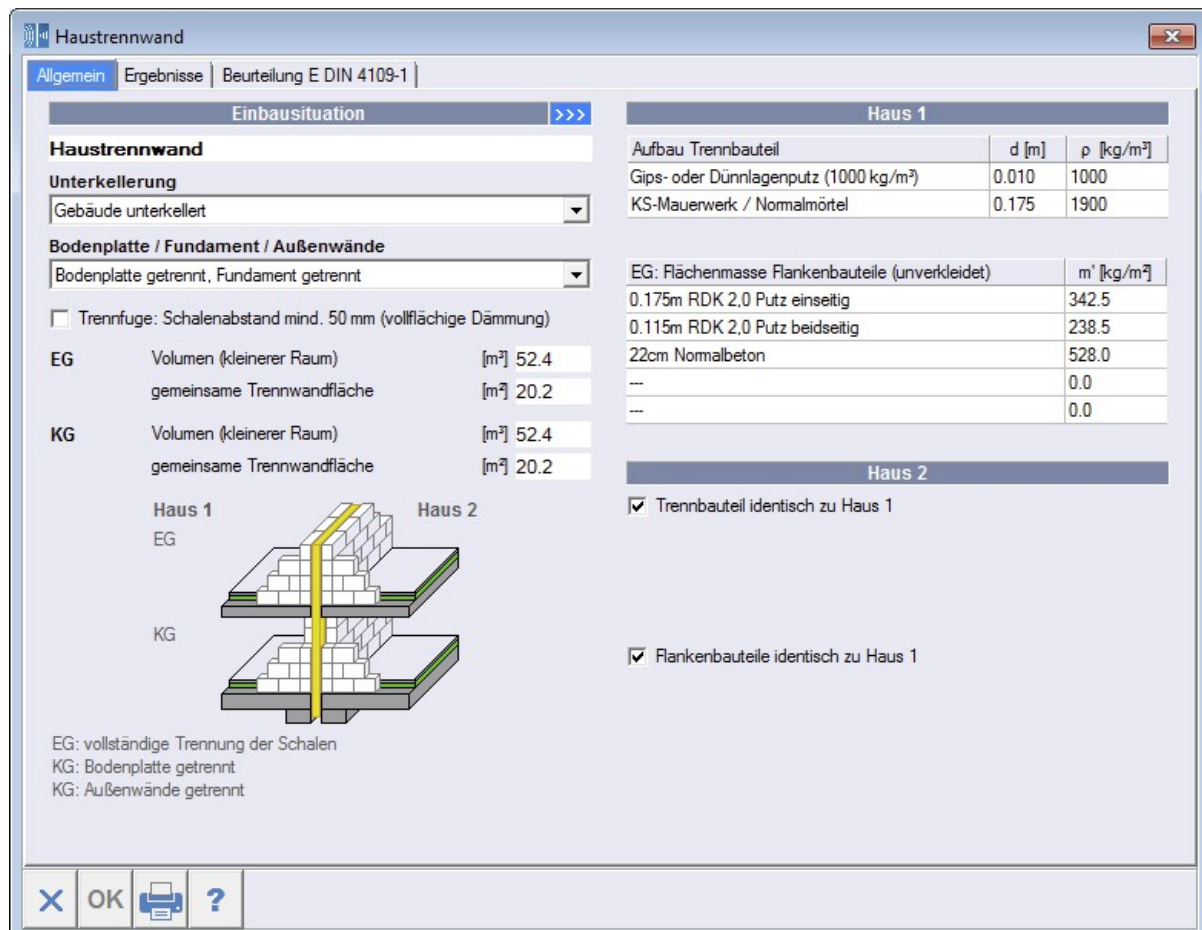 Haustrennwand
Allgemein Ergebnisse Beurteilung E DIN 4109-1
Einbausituation >>>
Haustrennwand
Unterkellerung
Gebäude unterkellert
Bodenplatte / Fundament / Außenwände
Bodenplatte getrennt, Fundament getrennt
Trennfuge: Schalenabstand mind. 50 mm (vollflächige Dämmung)
EG Volumen (kleinerer Raum) [m³] 52.4
gemeinsame Trennwandfläche [m²] 20.2
KG Volumen (kleinerer Raum) [m³] 52.4
gemeinsame Trennwandfläche [m²] 20.2
Haus 1 Haus 2
EG
KG
EG: vollständige Trennung der Schalen
KG: Bodenplatte getrennt
KG: Außenwände getrennt
Haus 1
Aufbau Trennbauteil d [m] ρ [kg/m³]
Gips- oder Dünnlagenputz (1000 kg/m³) 0.010 1000
KS-Mauerwerk / Normalmörtel 0.175 1900
EG: Flächenmasse Flankenbauteile (unverkleidet) m' [kg/m²]
0.175m RDK 2,0 Putz einseitig 342.5
0.115m RDK 2,0 Putz beidseitig 238.5
22cm Normalbeton 528.0
--- 0.0
--- 0.0
Haus 2
Trennbauteil identisch zu Haus 1
Flankenbauteile identisch zu Haus 1
OK ?